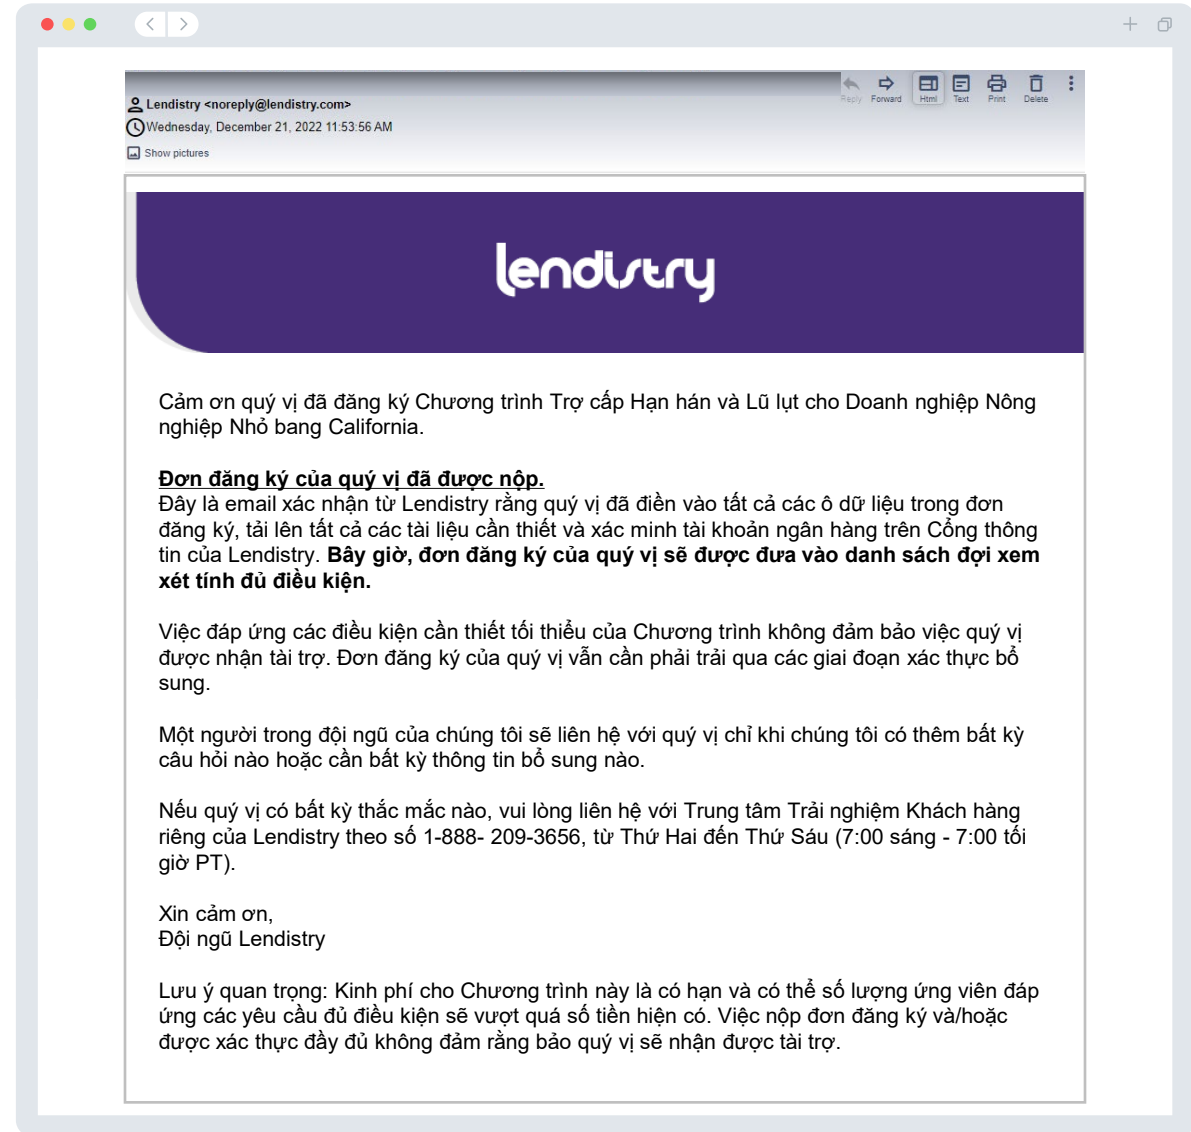 Lendistry <noreply@lendistry.com>
Wednesday, December 21, 2022 11:53:56 AM
Show pictures
Reply Forward Html Text Print Delete
lendistry
Cảm ơn quý vị đã đăng ký Chương trình Trợ cấp Hạn hán và Lũ lụt cho Doanh nghiệp Nông
nghiệp Nhỏ bang California.
Đơn đăng ký của quý vị đã được nộp.
Đây là email xác nhận từ Lendistry rằng quý vị đã điền vào tất cả các ô dữ liệu trong đơn
đăng ký, tải lên tất cả các tài liệu cần thiết và xác minh tài khoản ngân hàng trên Cổng thông
tin của Lendistry. Bây giờ, đơn đăng ký của quý vị sẽ được đưa vào danh sách đợi xem
xét tính đủ điều kiện.
Việc đáp ứng các điều kiện cần thiết tối thiểu của Chương trình không đảm bảo việc quý vị
được nhận tài trợ. Đơn đăng ký của quý vị vẫn cần phải trải qua các giai đoạn xác thực bổ
sung.
Một người trong đội ngũ của chúng tôi sẽ liên hệ với quý vị chỉ khi chúng tôi có thêm bất kỳ
câu hỏi nào hoặc cần bất kỳ thông tin bổ sung nào.
Nếu quý vị có bất kỳ thắc mắc nào, vui lòng liên hệ với Trung tâm Trải nghiệm Khách hàng
riêng của Lendistry theo số 1-888- 209-3656, từ Thứ Hai đến Thứ Sáu (7:00 sáng - 7:00 tối
giờ PT).
Xin cảm ơn,
Đội ngũ Lendistry
Lưu ý quan trọng: Kinh phí cho Chương trình này là có hạn và có thể số lượng ứng viên đáp
ứng các yêu cầu đủ điều kiện sẽ vượt quá số tiền hiện có. Việc nộp đơn đăng ký và/hoặc
được xác thực đầy đủ không đảm rằng bảo quý vị sẽ nhận được tài trợ.